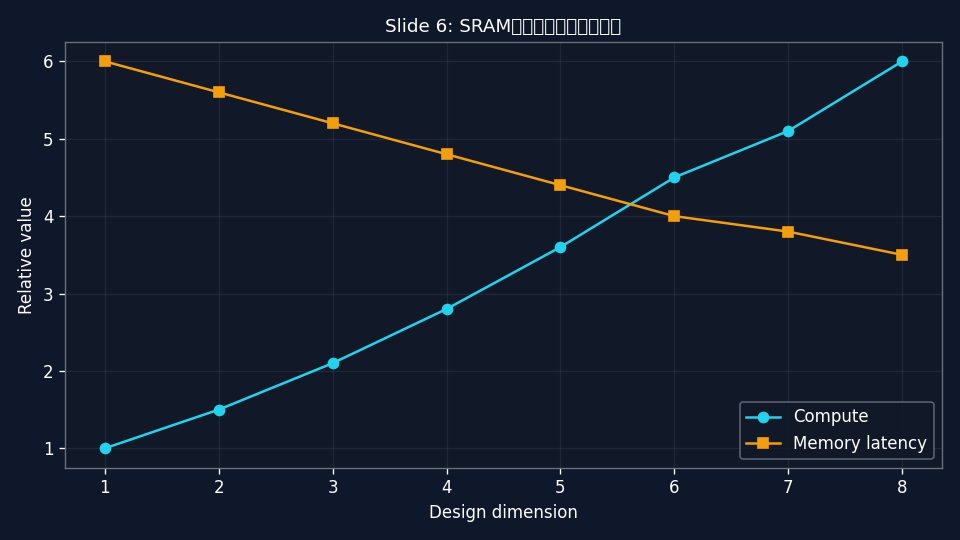 Slide 6: SRAM
6
5
4
3
2
1
Relative value
Compute
Memory latency
1 2 3 4 5 6 7 8
Design dimension